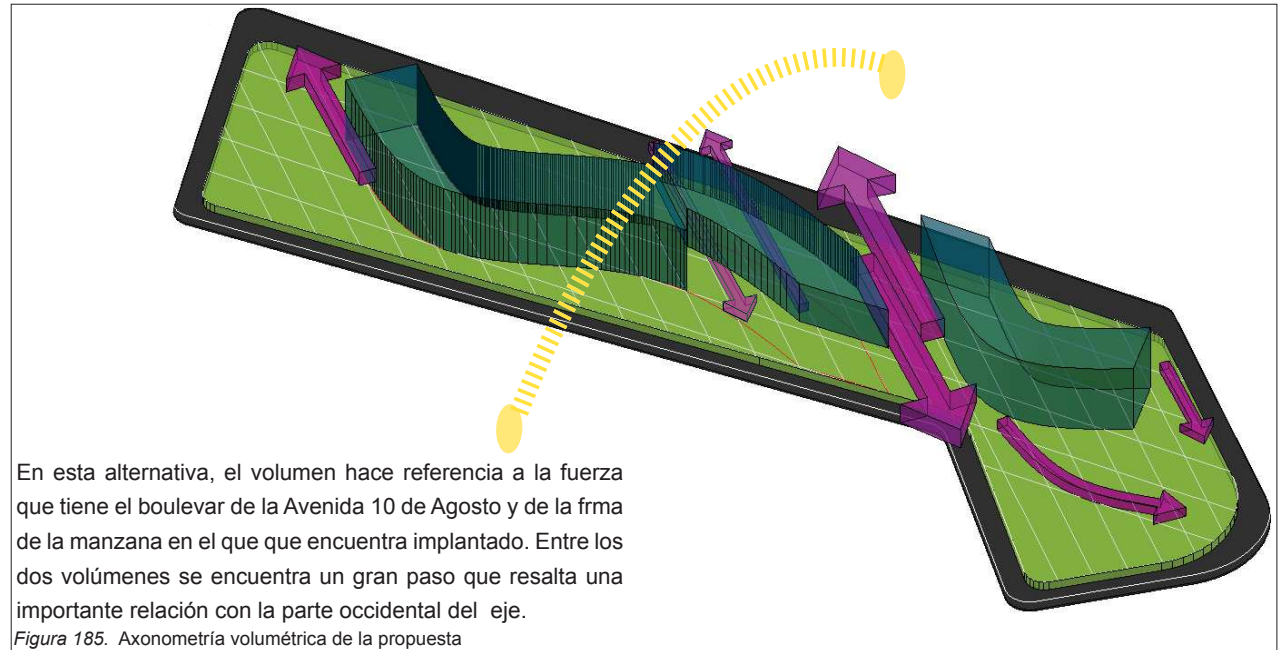 En esta alternativa, el volumen hace referencia a la fuerza
que tiene el boulevar de la Avenida 10 de Agosto y de la frma
de la manzana en el que que encuentra implantado. Entre los
dos volúmenes se encuentra un gran paso que resalta una
importante relación con la parte occidental del eje.
Figura 185. Axonometría volumétrica de la propuesta